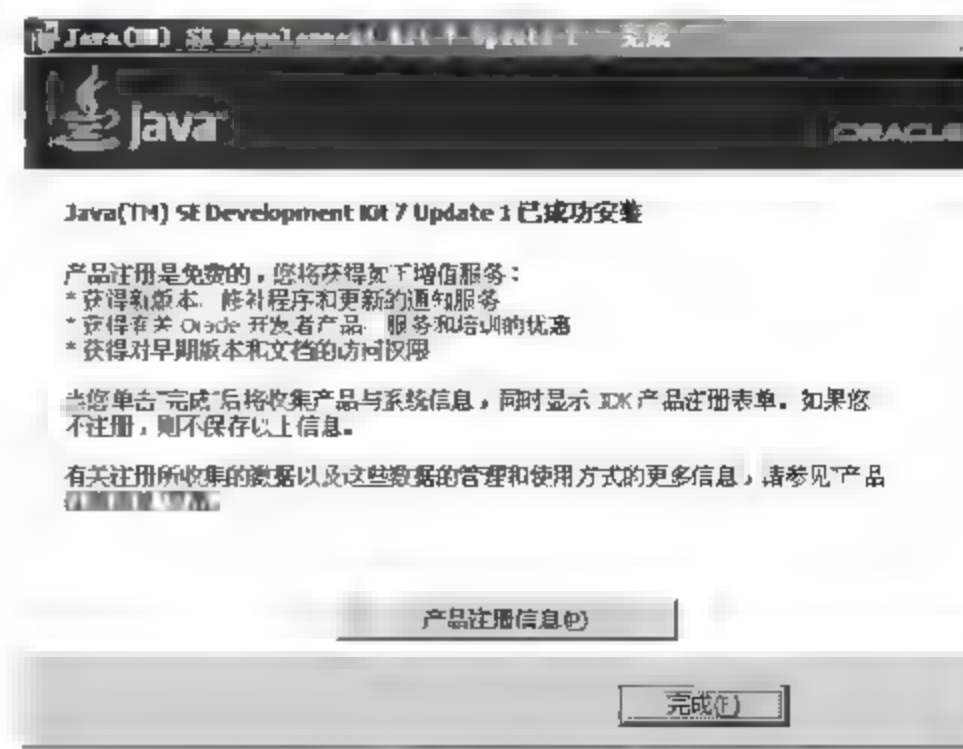 Java(TM) SE Development Kit 7 Update 1 - 完成
java
ORACLE
Java(TM) SE Development Kit 7 Update 1 已成功安装
产品注册是免费的，您将获得如下增值服务：
* 获得新版本、修补程序和更新的通知服务
* 获得有关 Oracle 开发者产品、服务和培训的优惠
* 获得对早期版本和文档的访问权限
当您单击“完成”后将收集产品与系统信息，同时显示 JDK 产品注册表单。如果您
不注册，则不保存以上信息。
有关注册所收集的数据以及这些数据的管理和使用方式的更多信息，请参见“产品
产品注册信息(P)
完成(F)